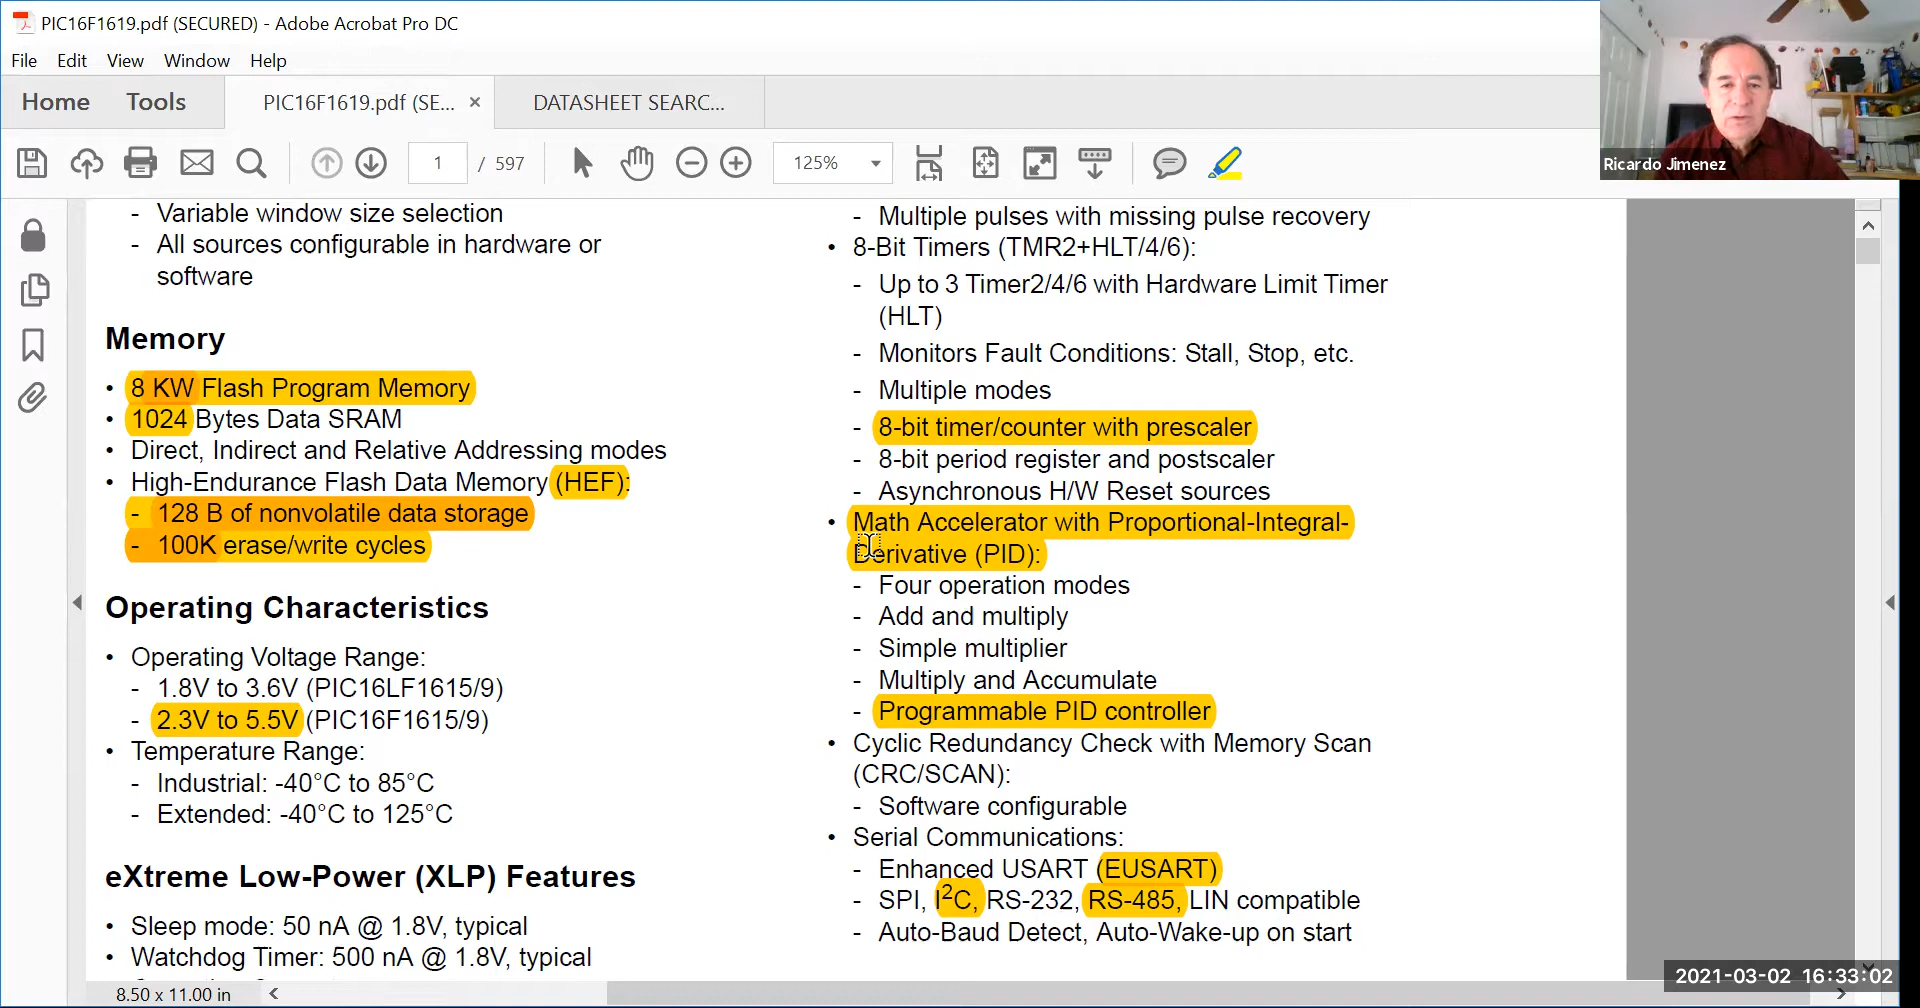 PIC16F1619.pdf (SECURED) - Adobe Acrobat Pro DC
File Edit View Window Help
Home Tools PIC16F1619.pdf (SE... × DATASHEET SEARC...
1 / 597 125%
Ricardo Jimenez
- Variable window size selection
- All sources configurable in hardware or
software
Memory
• 8 KW Flash Program Memory
• 1024 Bytes Data SRAM
• Direct, Indirect and Relative Addressing modes
• High-Endurance Flash Data Memory (HEF):
- 128 B of nonvolatile data storage
- 100K erase/write cycles
Operating Characteristics
• Operating Voltage Range:
- 1.8V to 3.6V (PIC16LF1615/9)
- 2.3V to 5.5V (PIC16F1615/9)
• Temperature Range:
- Industrial: -40°C to 85°C
- Extended: -40°C to 125°C
eXtreme Low-Power (XLP) Features
• Sleep mode: 50 nA @ 1.8V, typical
• Watchdog Timer: 500 nA @ 1.8V, typical
- Multiple pulses with missing pulse recovery
• 8-Bit Timers (TMR2+HLT/4/6):
- Up to 3 Timer2/4/6 with Hardware Limit Timer
(HLT)
- Monitors Fault Conditions: Stall, Stop, etc.
- Multiple modes
- 8-bit timer/counter with prescaler
- 8-bit period register and postscaler
- Asynchronous H/W Reset sources
• Math Accelerator with Proportional-Integral-
Derivative (PID):
- Four operation modes
- Add and multiply
- Simple multiplier
- Multiply and Accumulate
- Programmable PID controller
• Cyclic Redundancy Check with Memory Scan
(CRC/SCAN):
- Software configurable
• Serial Communications:
- Enhanced USART (EUSART)
- SPI, I²C, RS-232, RS-485, LIN compatible
- Auto-Baud Detect, Auto-Wake-up on start
8.50 x 11.00 in
2021-03-02 16:33:02